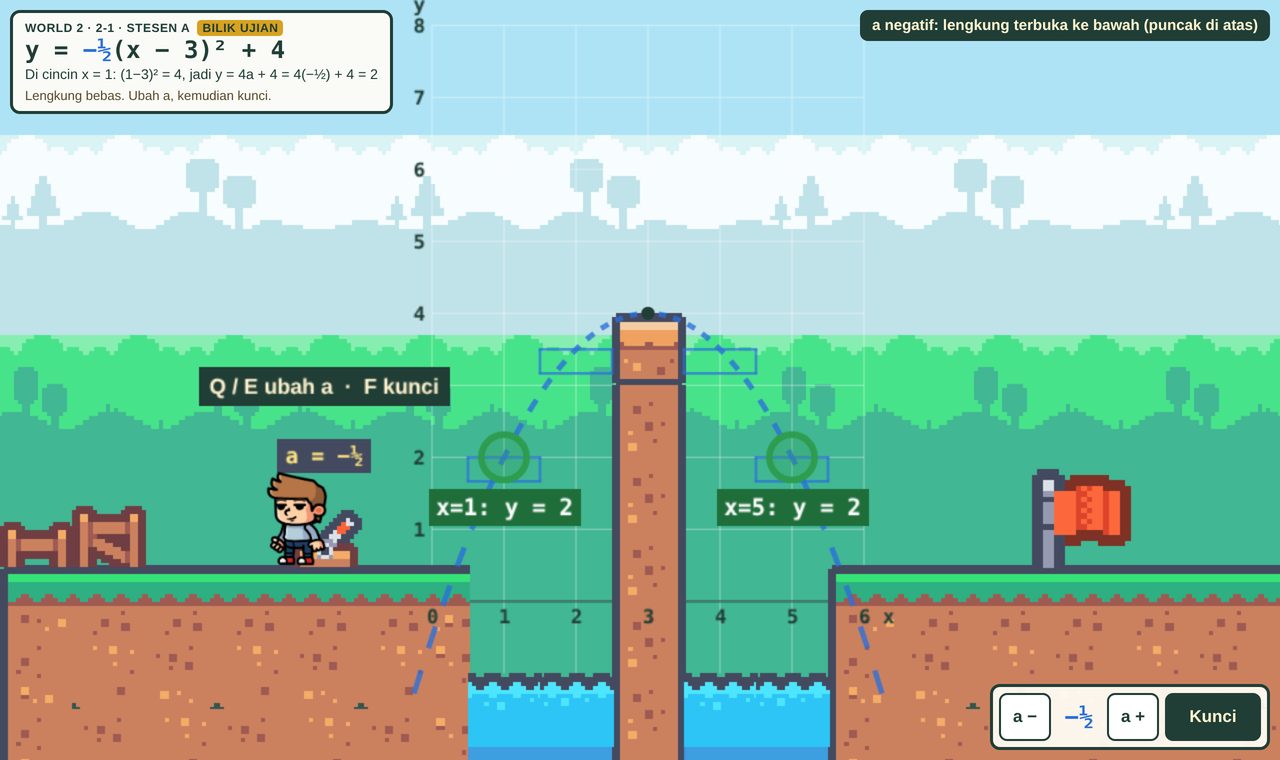 WORLD 2 · 2-1 · STESEN A BILIK UJIAN
y = −½(x − 3)² + 4
Di cincin x = 1: (1−3)² = 4, jadi y = 4a + 4 = 4(−½) + 4 = 2
Lengkung bebas. Ubah a, kemudian kunci.
a negatif: lengkung terbuka ke bawah (puncak di atas)
y
8
7
6
5
4
Q / E ubah a · F kunci
a = −½
2
x=1: y = 2
x=5: y = 2
1
0 1 2 3 4 5 6 x
a − −½ a + Kunci